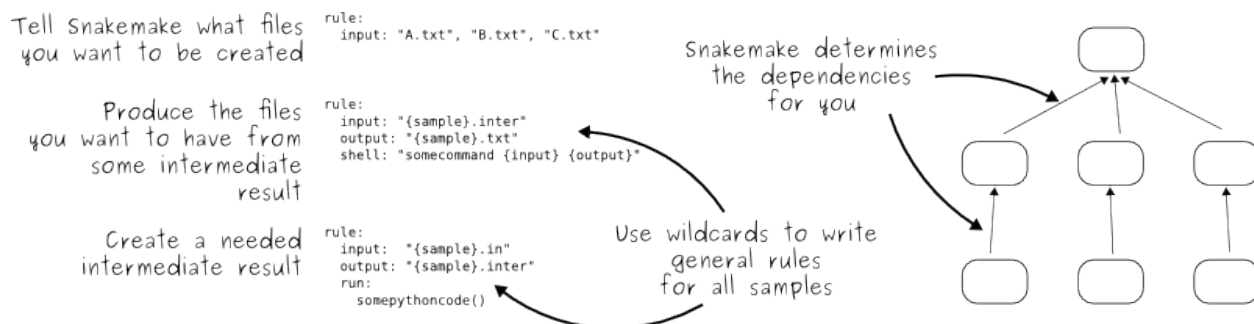 Tell Snakemake what files
you want to be created
rule:
  input: "A.txt", "B.txt", "C.txt"
Produce the files
you want to have from
some intermediate
result
rule:
  input: "{sample}.inter"
  output: "{sample}.txt"
  shell: "somecommand {input} {output}"
Create a needed
intermediate result
rule:
  input:  "{sample}.in"
  output: "{sample}.inter"
  run:
    somepythoncode()
Use wildcards to write
general rules
for all samples
Snakemake determines
the dependencies
for you